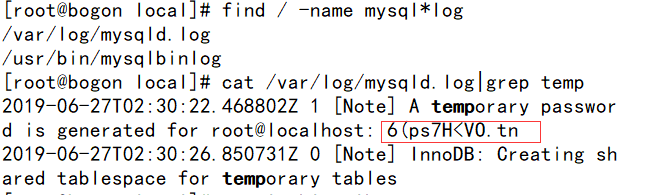 [root@bogon local]# find / -name mysql*log
/var/log/mysqld.log
/usr/bin/mysqlbinlog
[root@bogon local]# cat /var/log/mysqld.log|grep temp
2019-06-27T02:30:22.468802Z 1 [Note] A temporary passwor
d is generated for root@localhost: 6(ps7H<VO.tn
2019-06-27T02:30:26.850731Z 0 [Note] InnoDB: Creating sh
ared tablespace for temporary tables